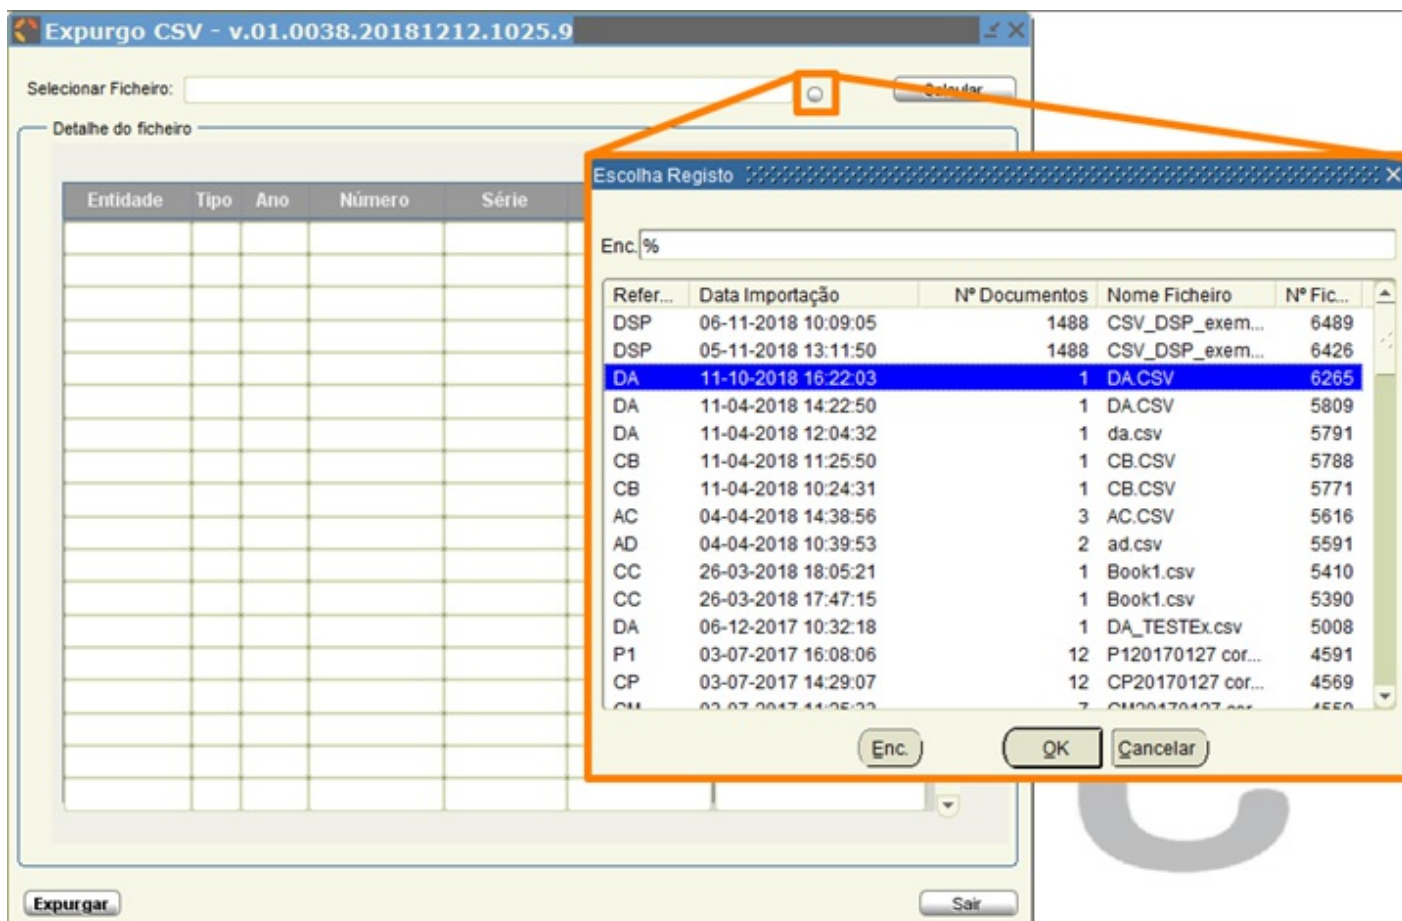 Expurgo CSV - v.01.0038.20181212.1025.9
Selecionar Ficheiro:
Calcular
Detalhe do ficheiro
Entidade Tipo Ano Número Série
Escolha Registo
Enc. %
Refer... Data Importação Nº Documentos Nome Ficheiro Nº Fic...
DSP 06-11-2018 10:09:05 1488 CSV_DSP_exem... 6489
DSP 05-11-2018 13:11:50 1488 CSV_DSP_exem... 6426
DA 11-10-2018 16:22:03 1 DA.CSV 6265
DA 11-04-2018 14:22:50 1 DA.CSV 5809
DA 11-04-2018 12:04:32 1 da.csv 5791
CB 11-04-2018 11:25:50 1 CB.CSV 5788
CB 11-04-2018 10:24:31 1 CB.CSV 5771
AC 04-04-2018 14:38:56 3 AC.CSV 5616
AD 04-04-2018 10:39:53 2 ad.csv 5591
CC 26-03-2018 18:05:21 1 Book1.csv 5410
CC 26-03-2018 17:47:15 1 Book1.csv 5390
DA 06-12-2017 10:32:18 1 DA_TESTEx.csv 5008
P1 03-07-2017 16:08:06 12 P120170127 cor... 4591
CP 03-07-2017 14:29:07 12 CP20170127 cor... 4569
Enc. OK Cancelar
Expurgar Sair